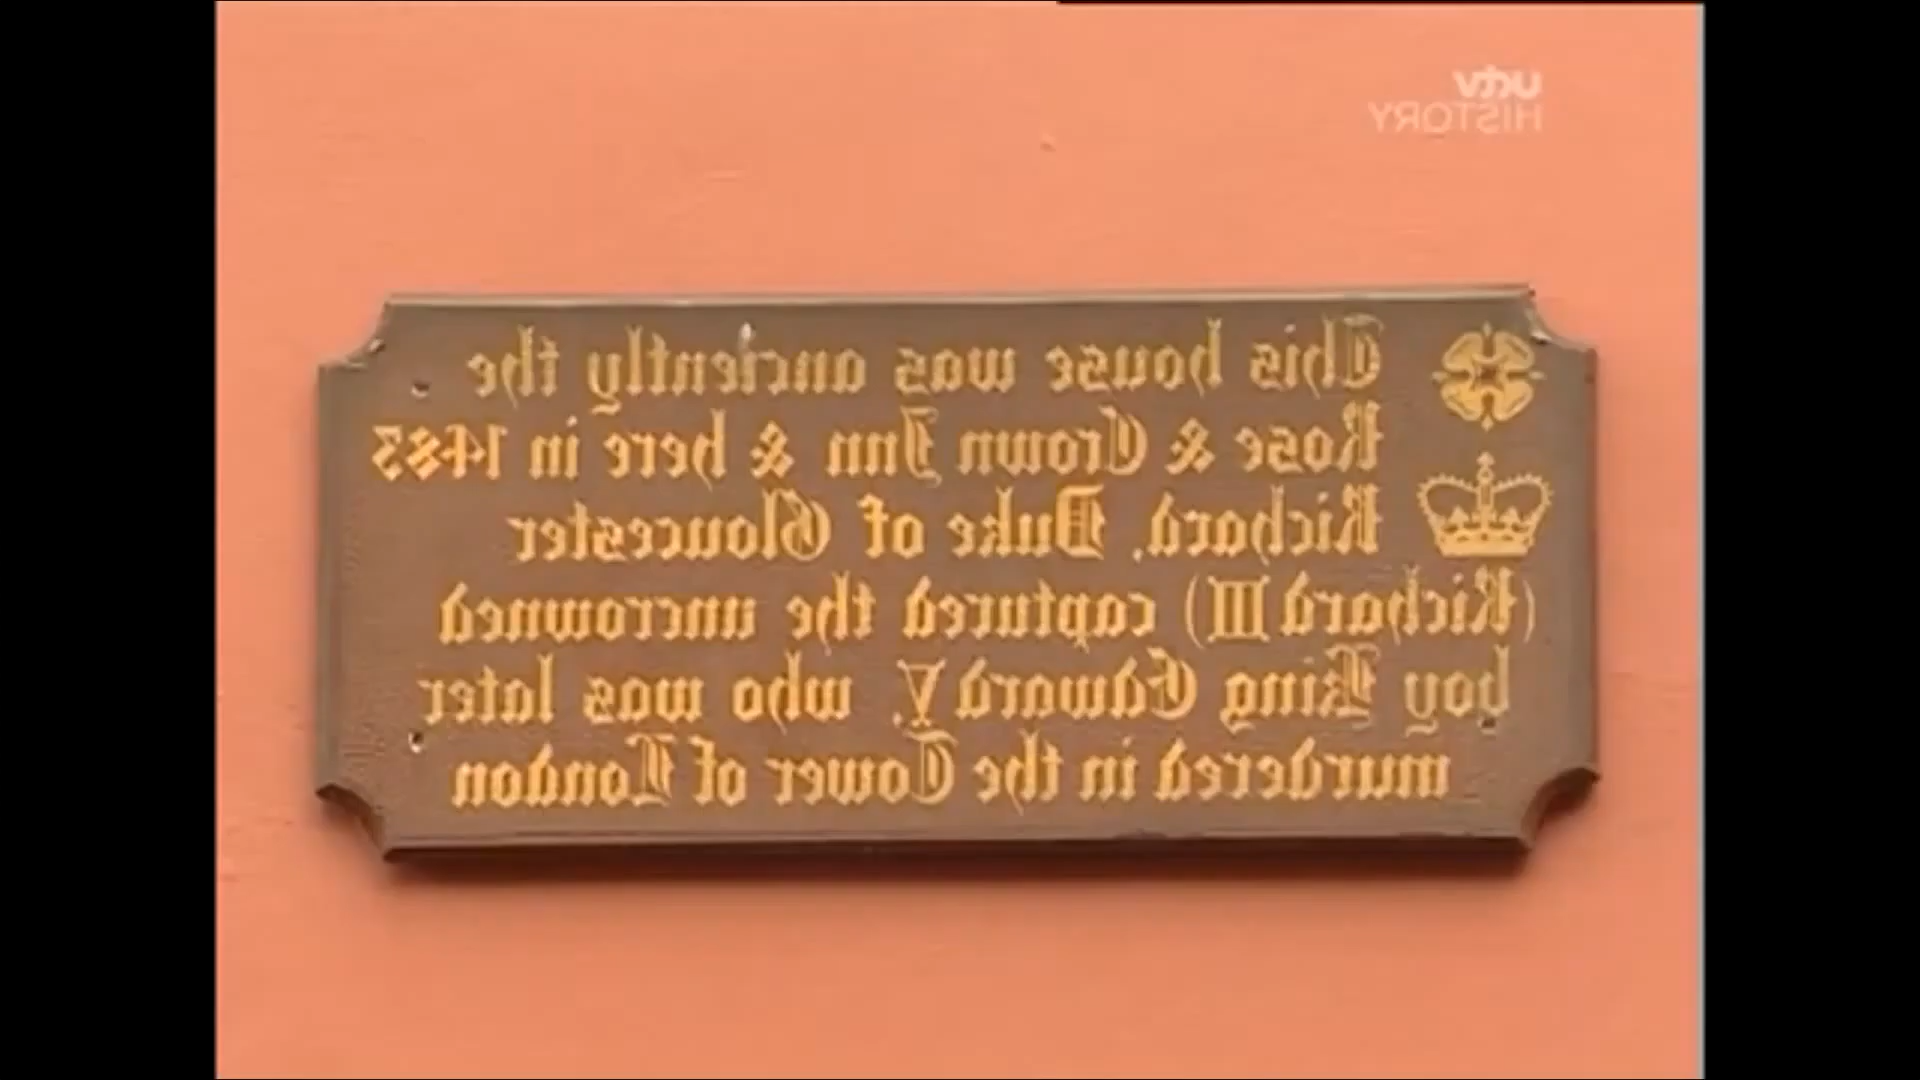 uktv
HISTORY
This house was anciently the
Rose & Crown Inn & here in 1483
Richard, Duke of Gloucester
(Richard III) captured the uncrowned
boy King Edward V, who was later
murdered in the Tower of London